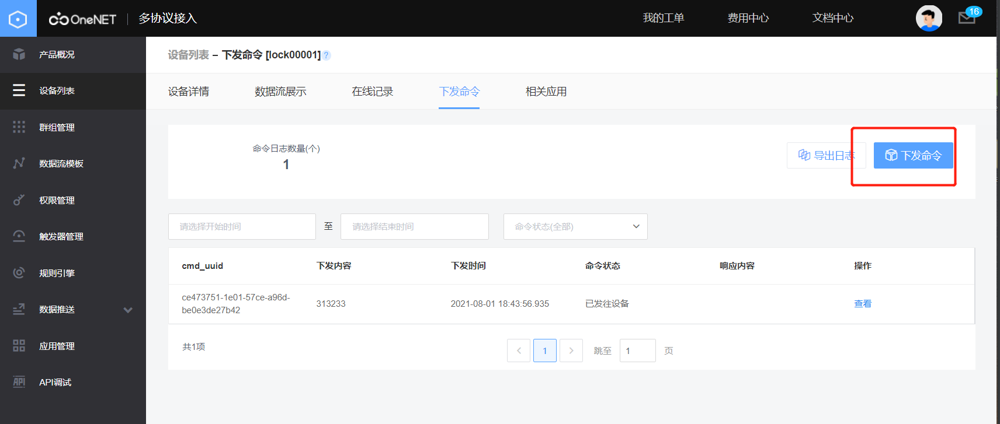 OneNET 多协议接入 我的工单 费用中心 文档中心 16
产品概况
设备列表
群组管理
数据流模板
权限管理
触发器管理
规则引擎
数据推送
应用管理
API API调试
设备列表 – 下发命令 [lock00001] ?
设备详情 数据流展示 在线记录 下发命令 相关应用
命令日志数量(个)
1
导出日志 下发命令
请选择开始时间 至 请选择结束时间 命令状态(全部)
cmd_uuid 下发内容 下发时间 命令状态 响应内容 操作
ce473751-1e01-57ce-a96d-
be0e3de27b42 313233 2021-08-01 18:43:56.935 已发往设备 查看
共1项 1 跳至 1 页